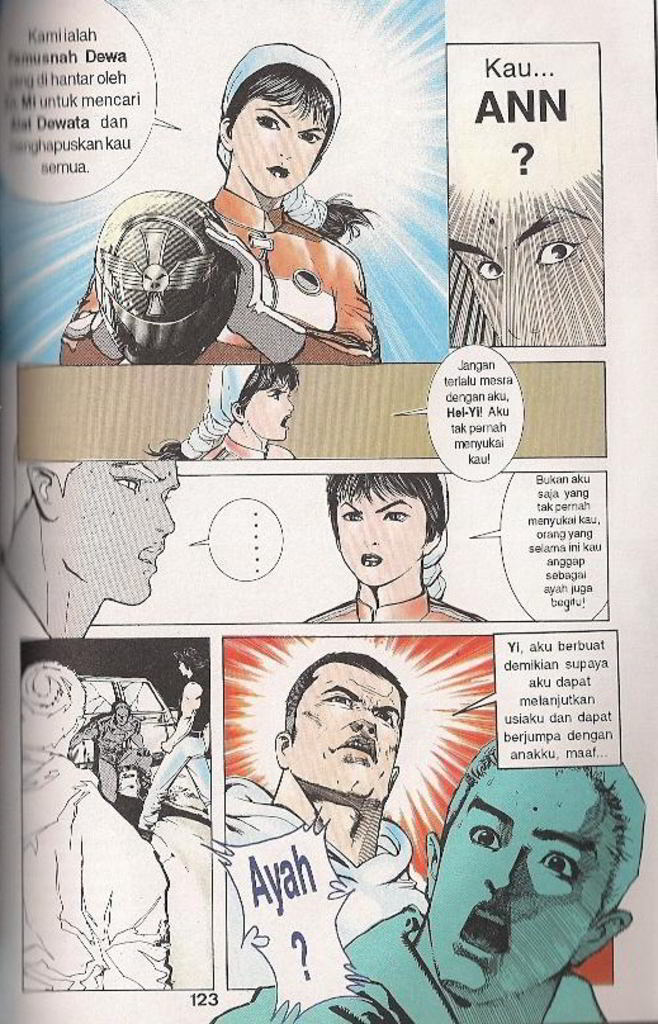 Kami ialah
Pemusnah Dewa
yang di hantar oleh
Mi untuk mencari
Dewata dan
menghapuskan kau
semua.
Kau...
ANN
?
Jangan
terlalu mesra
dengan aku,
Hei-Yi! Aku
tak pernah
menyukai
kau!
Bukan aku
saja yang
tak pernah
menyukai kau,
orang yang
selama ini kau
anggap
sebagai
ayah juga
begitu!
Yi, aku berbuat
demikian supaya
aku dapat
melanjutkan
usiaku dan dapat
berjumpa dengan
anakku, maaf...
Ayah
?
123